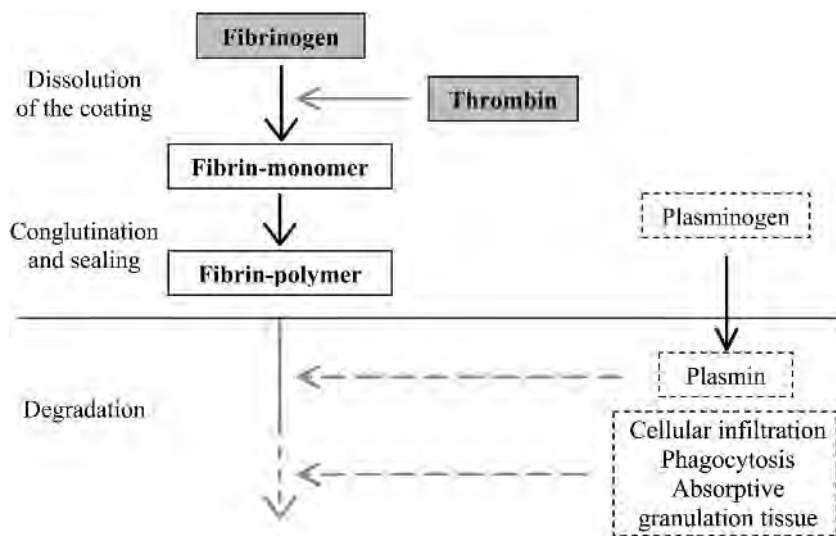 Fibrinogen
Dissolution
of the coating
Thrombin
Fibrin-monomer
Plasminogen
Conglutination
and sealing
Fibrin-polymer
Plasmin
Degradation
Cellular infiltration
Phagocytosis
Absorptive
granulation tissue